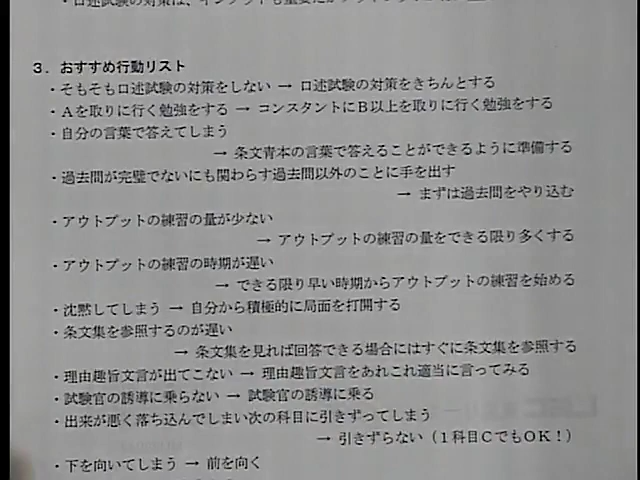 ・口述試験の対策は、インプットも重要だが
3．おすすめ行動リスト
・そもそも口述試験の対策をしない → 口述試験の対策をきちんとする
・Ａを取りに行く勉強をする → コンスタントにＢ以上を取りに行く勉強をする
・自分の言葉で答えてしまう
→ 条文青本の言葉で答えることができるように準備する
・過去問が完璧でないにも関わらす過去問以外のことに手を出す
→ まずは過去問をやり込む
・アウトプットの練習の量が少ない
→ アウトプットの練習の量をできる限り多くする
・アウトプットの練習の時期が遅い
→ できる限り早い時期からアウトプットの練習を始める
・沈黙してしまう → 自分から積極的に局面を打開する
・条文集を参照するのが遅い
→ 条文集を見れば回答できる場合にはすぐに条文集を参照する
・理由趣旨文言が出てこない → 理由趣旨文言をあれこれ適当に言ってみる
・試験官の誘導に乗らない → 試験官の誘導に乗る
・出来が悪く落ち込んでしまい次の科目に引きずってしまう
→ 引きずらない（１科目ＣでもＯＫ！）
・下を向いてしまう → 前を向く